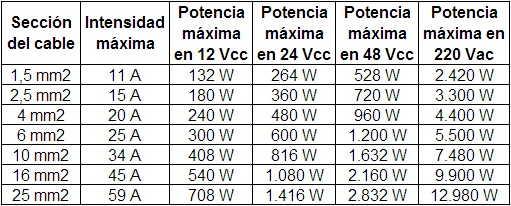 Sección del cable Intensidad máxima Potencia máxima en 12 Vcc Potencia máxima en 24 Vcc Potencia máxima en 48 Vcc Potencia máxima en 220 Vac
1,5 mm2 11 A 132 W 264 W 528 W 2.420 W
2,5 mm2 15 A 180 W 360 W 720 W 3.300 W
4 mm2 20 A 240 W 480 W 960 W 4.400 W
6 mm2 25 A 300 W 600 W 1.200 W 5.500 W
10 mm2 34 A 408 W 816 W 1.632 W 7.480 W
16 mm2 45 A 540 W 1.080 W 2.160 W 9.900 W
25 mm2 59 A 708 W 1.416 W 2.832 W 12.980 W